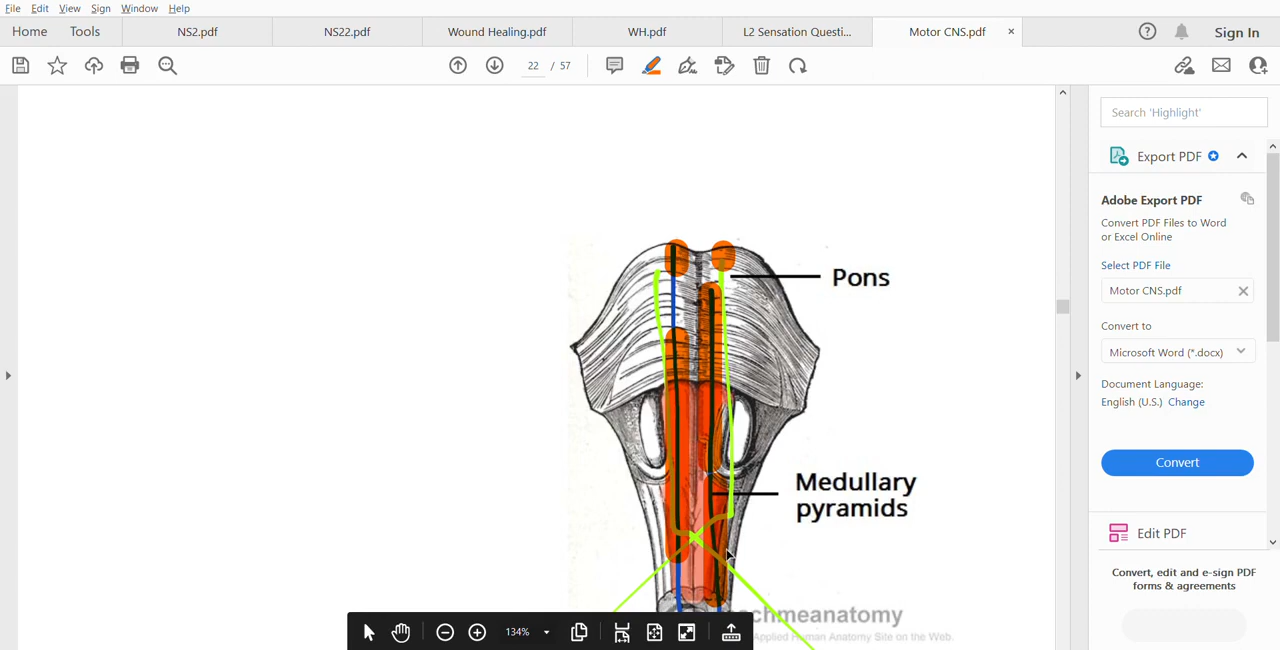 File Edit View Sign Window Help
Home Tools NS2.pdf NS22.pdf Wound Healing.pdf WH.pdf L2 Sensation Questi... Motor CNS.pdf × ? Sign In
22 / 57
Search 'Highlight'
Export PDF
Adobe Export PDF
Convert PDF Files to Word
or Excel Online
Select PDF File
Motor CNS.pdf
Convert to
Microsoft Word (*.docx)
Document Language:
English (U.S.) Change
Convert
Edit PDF
Convert, edit and e-sign PDF
forms & agreements
Pons
Medullary
pyramids
chmeanatomy
Applied Human Anatomy Site on the Web.
134%